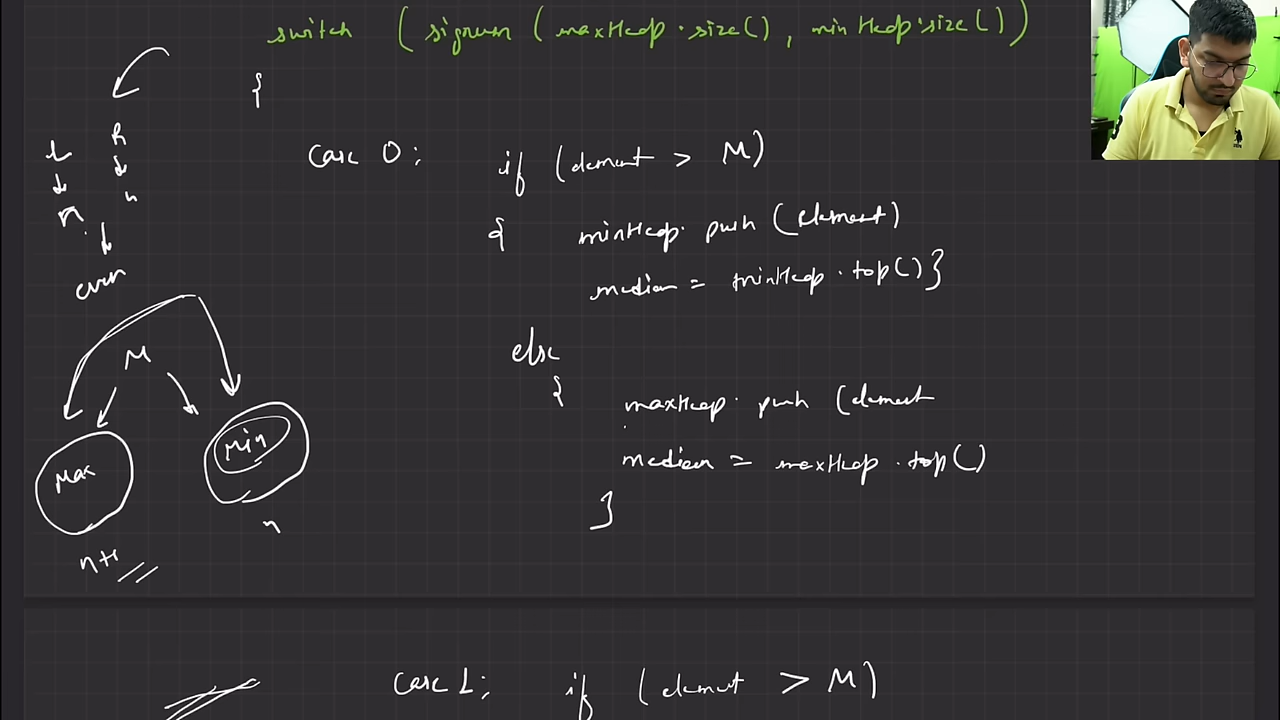 switch (signum (maxHeap.size(), minHeap.size())
{
case 0; if (element > M)
{ minHeap. push (element)
median = minHeap.top()}
else
{
maxHeap. push (element
median = maxHeap.top()
}
L
R
n
n
even
M
Max
Min
n+1
n
case 1; if (element > M)